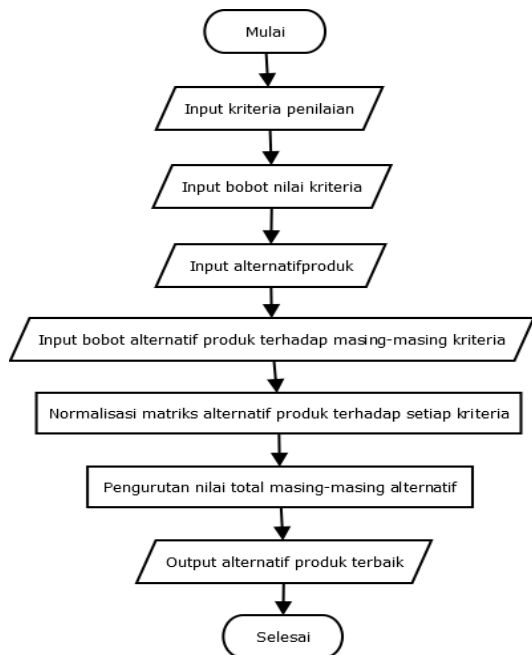 Mulai
Input kriteria penilaian
Input bobot nilai kriteria
Input alternatifproduk
Input bobot alternatif produk terhadap masing-masing kriteria
Normalisasi matriks alternatif produk terhadap setiap kriteria
Pengurutan nilai total masing-masing alternatif
Output alternatif produk terbaik
Selesai